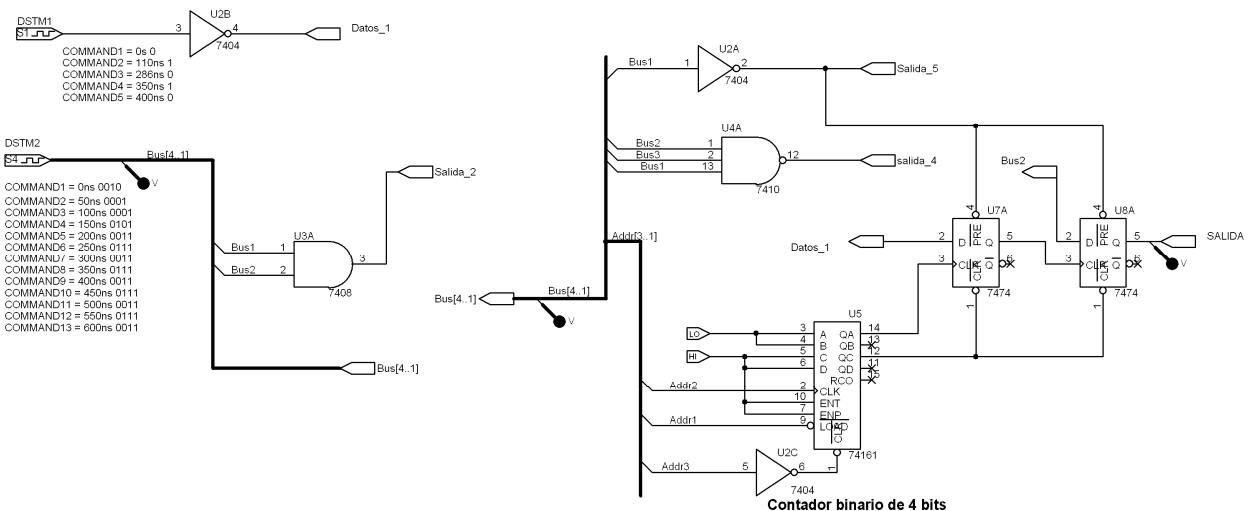 DSTM1
S1
3
U2B
4
7404
Datos_1
COMMAND1 = 0s 0
COMMAND2 = 110ns 1
COMMAND3 = 286ns 0
COMMAND4 = 350ns 1
COMMAND5 = 400ns 0
DSTM2
S4
Bus[4..1]
V
COMMAND1 = 0ns 0010
COMMAND2 = 50ns 0001
COMMAND3 = 100ns 0001
COMMAND4 = 150ns 0101
COMMAND5 = 200ns 0011
COMMAND6 = 250ns 0111
COMMAND7 = 300ns 0011
COMMAND8 = 350ns 0111
COMMAND9 = 400ns 0011
COMMAND10 = 450ns 0111
COMMAND11 = 500ns 0011
COMMAND12 = 550ns 0111
COMMAND13 = 600ns 0011
Salida_2
U3A
Bus1 1
Bus2 2
3
7408
Bus[4..1]
Bus[4..1]
Bus[4..1]
V
Addr[3..1]
U2A
Bus1 1
2
7404
Salida_5
U4A
Bus2 1
Bus3 2
Bus1 13
12
7410
salida_4
Bus2
Datos_1
4
U7A
2 D PRE Q 5
3 CLK Q 6
CLR
7474
1
4
U8A
2 D PRE Q 5
3 CLK Q 6
CLR
7474
1
SALIDA
V
U5
LO
HI
3 A QA 14
4 B QB 13
5 C QC 12
6 D QD 11
RCO 15
Addr2 2 CLK
10 ENT
7 ENP
Addr1 9 LOAD
CLR
74161
1
U2C
Addr3 5
6
7404
Contador binario de 4 bits